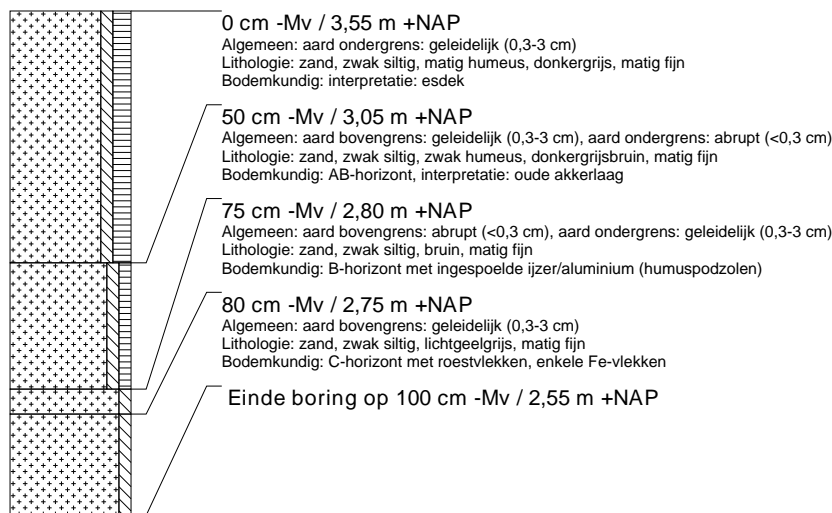 0 cm -Mv / 3,55 m +NAP
Algemeen: aard ondergrens: geleidelijk (0,3-3 cm)
Lithologie: zand, zwak siltig, matig humeus, donkergrijs, matig fijn
Bodemkundig: interpretatie: esdek
50 cm -Mv / 3,05 m +NAP
Algemeen: aard bovengrens: geleidelijk (0,3-3 cm), aard ondergrens: abrupt (<0,3 cm)
Lithologie: zand, zwak siltig, zwak humeus, donkergrijsbruin, matig fijn
Bodemkundig: AB-horizont, interpretatie: oude akkerlaag
75 cm -Mv / 2,80 m +NAP
Algemeen: aard bovengrens: abrupt (<0,3 cm), aard ondergrens: geleidelijk (0,3-3 cm)
Lithologie: zand, zwak siltig, bruin, matig fijn
Bodemkundig: B-horizont met ingespoelde ijzer/aluminium (humuspodzolen)
80 cm -Mv / 2,75 m +NAP
Algemeen: aard bovengrens: geleidelijk (0,3-3 cm)
Lithologie: zand, zwak siltig, lichtgeelgrijs, matig fijn
Bodemkundig: C-horizont met roestvlekken, enkele Fe-vlekken
Einde boring op 100 cm -Mv / 2,55 m +NAP